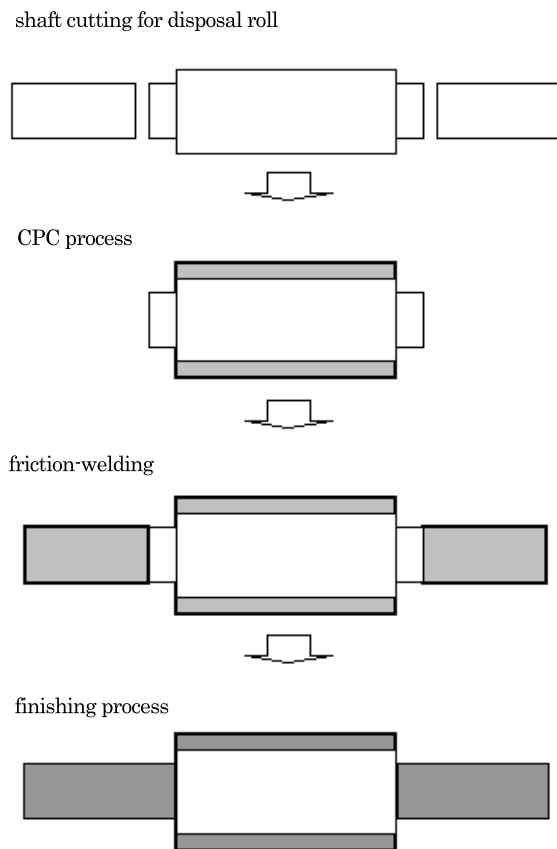 shaft cutting for disposal roll
CPC process
friction-welding
finishing process